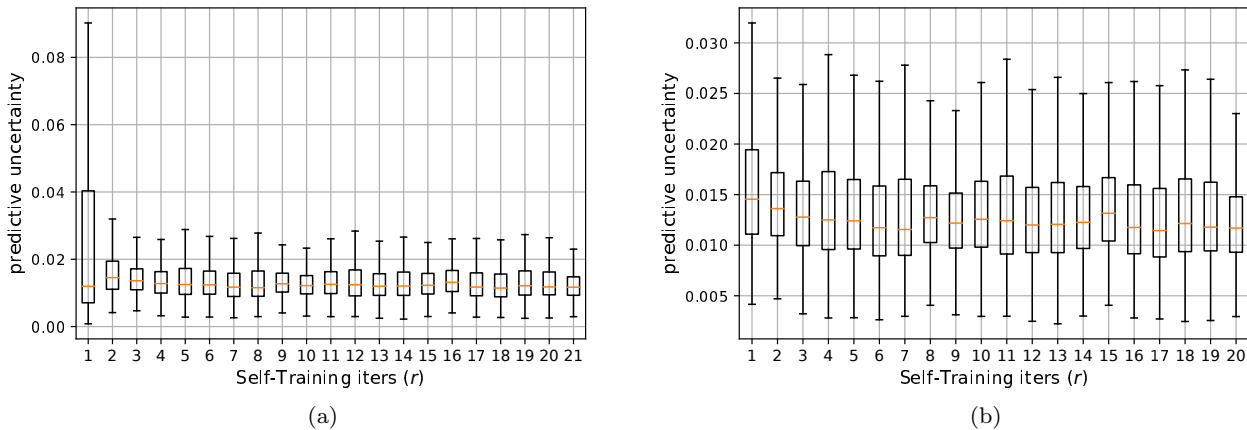 0.08
0.06
0.04
0.02
0.00
predictive uncertainty
1 2 3 4 5 6 7 8 9 10 11 12 13 14 15 16 17 18 19 20 21
Self-Training iters (r)
(a)
0.030
0.025
0.020
0.015
0.010
0.005
predictive uncertainty
1 2 3 4 5 6 7 8 9 10 11 12 13 14 15 16 17 18 19 20
Self-Training iters (r)
(b)